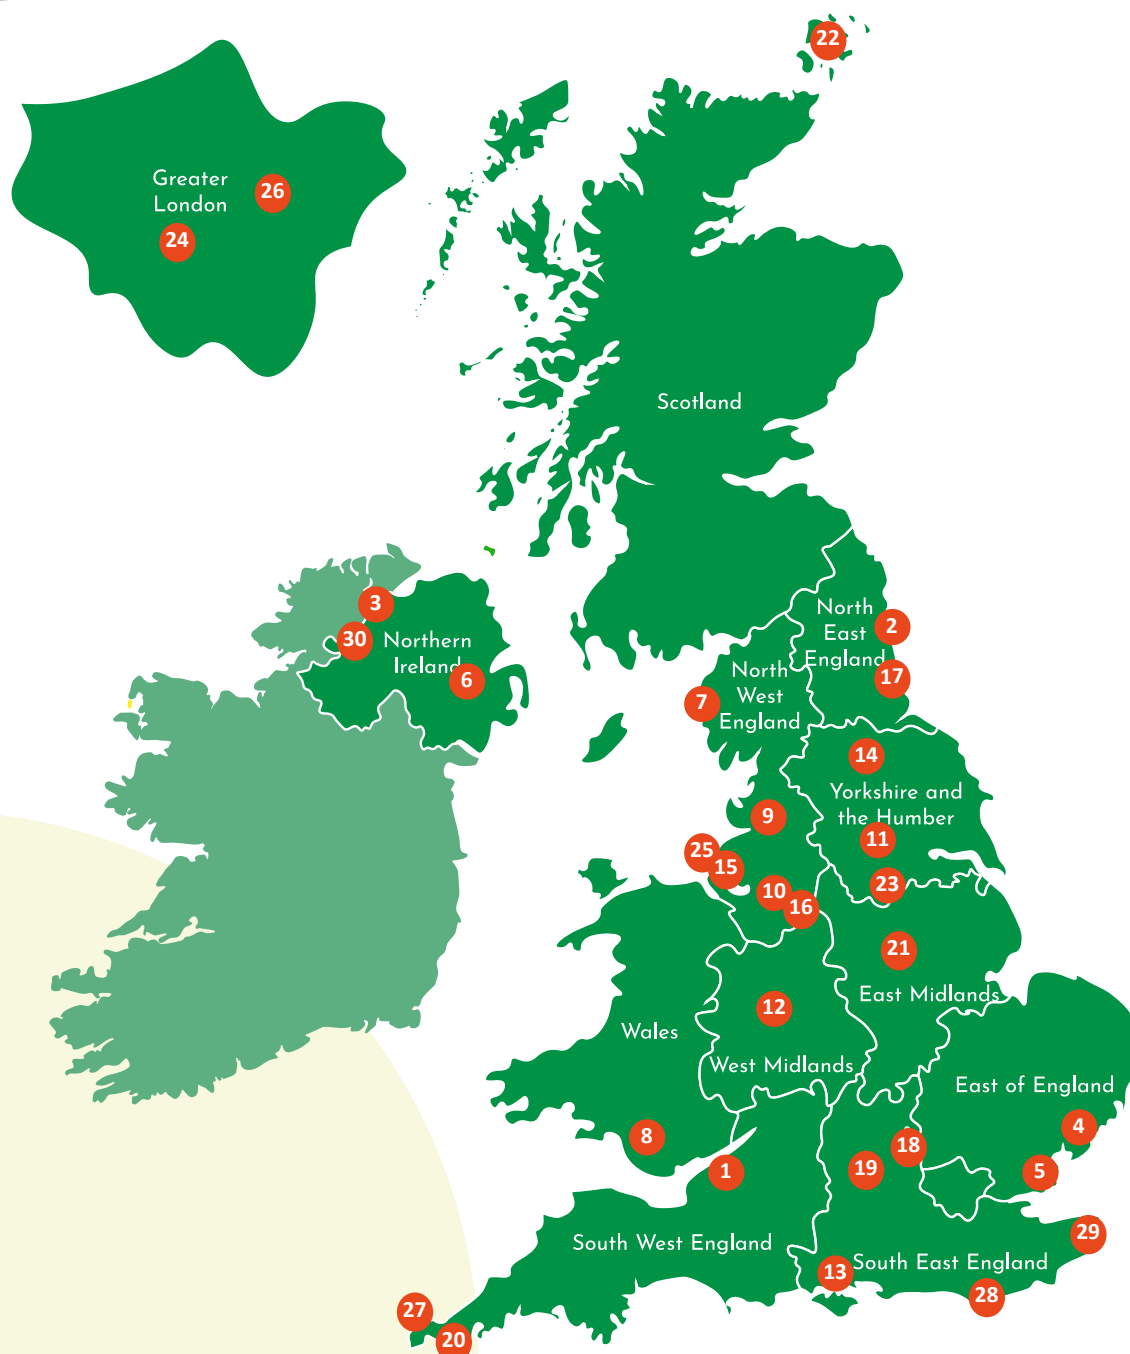 22
Greater
London
26
24
Scotland
3
30
Northern
Ireland
6
North
East
England
2
17
North
West
England
7
14
Yorkshire and
the Humber
11
9
25
15
10
16
23
21
East Midlands
12
West Midlands
Wales
8
East of England
4
5
18
19
1
South West England
13
South East England
29
28
27
20